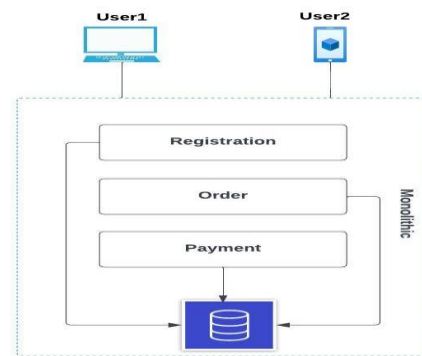 User1
User2
Registration
Order
Payment
Monolithic